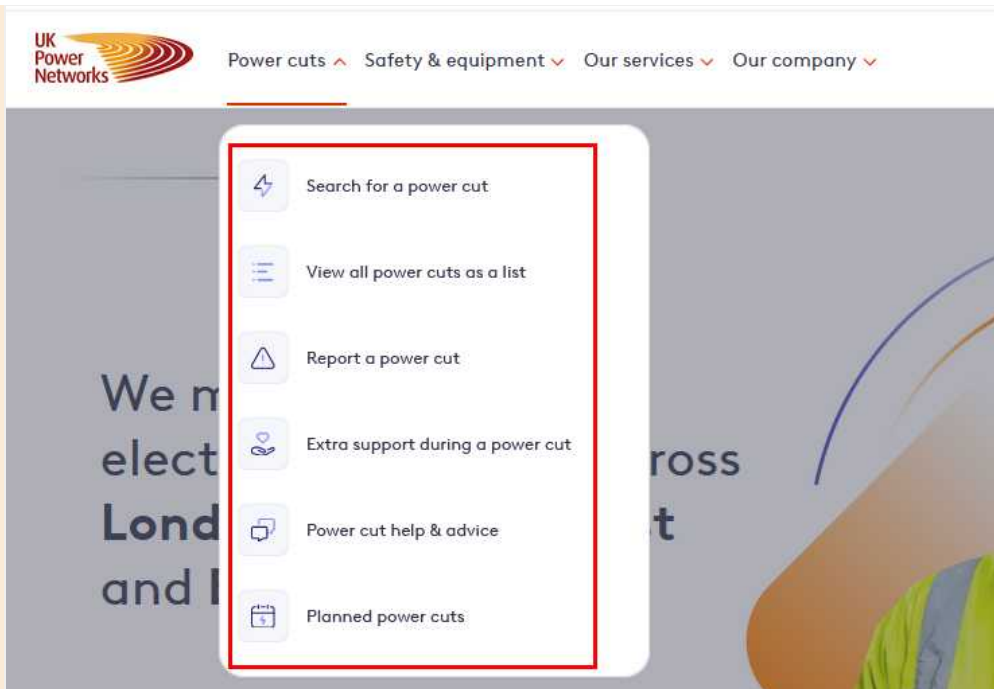 UK
Power
Networks
Power cuts Safety & equipment Our services Our company
Search for a power cut
View all power cuts as a list
Report a power cut
Extra support during a power cut
Power cut help & advice
Planned power cuts
We
elect ross
Lond t
and